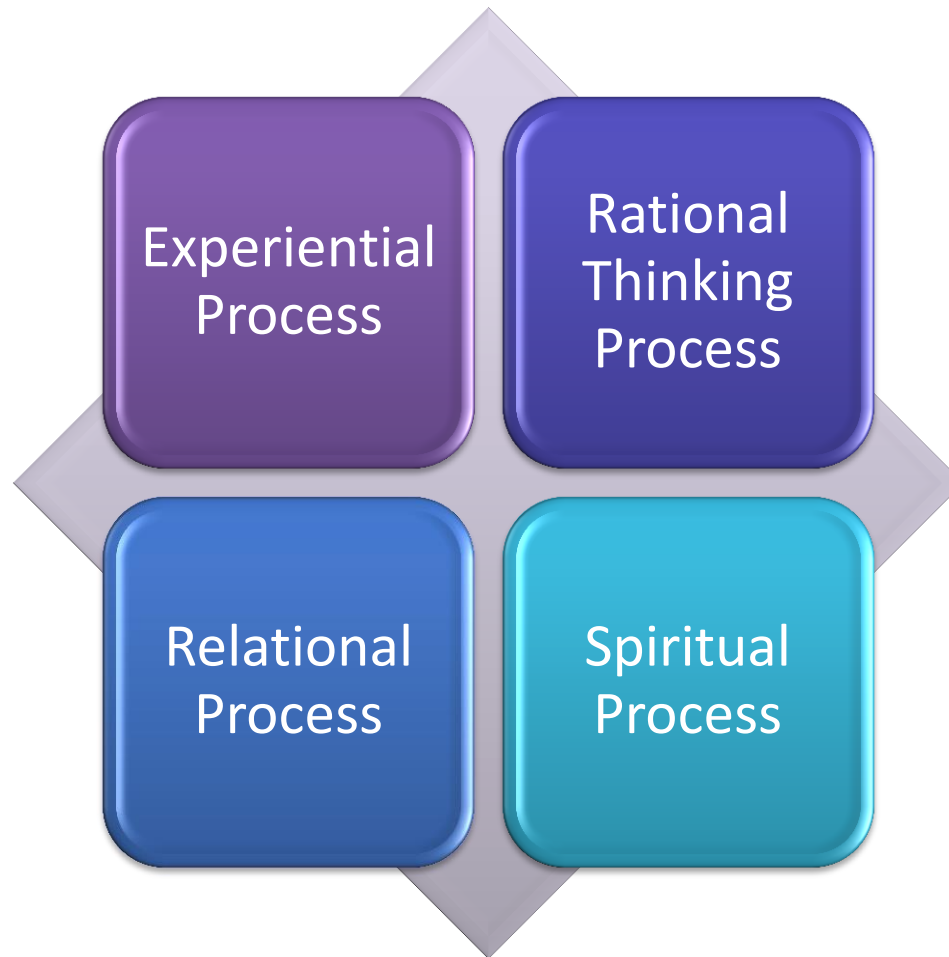 Experiential
Process
Rational
Thinking
Process
Relational
Process
Spiritual
Process